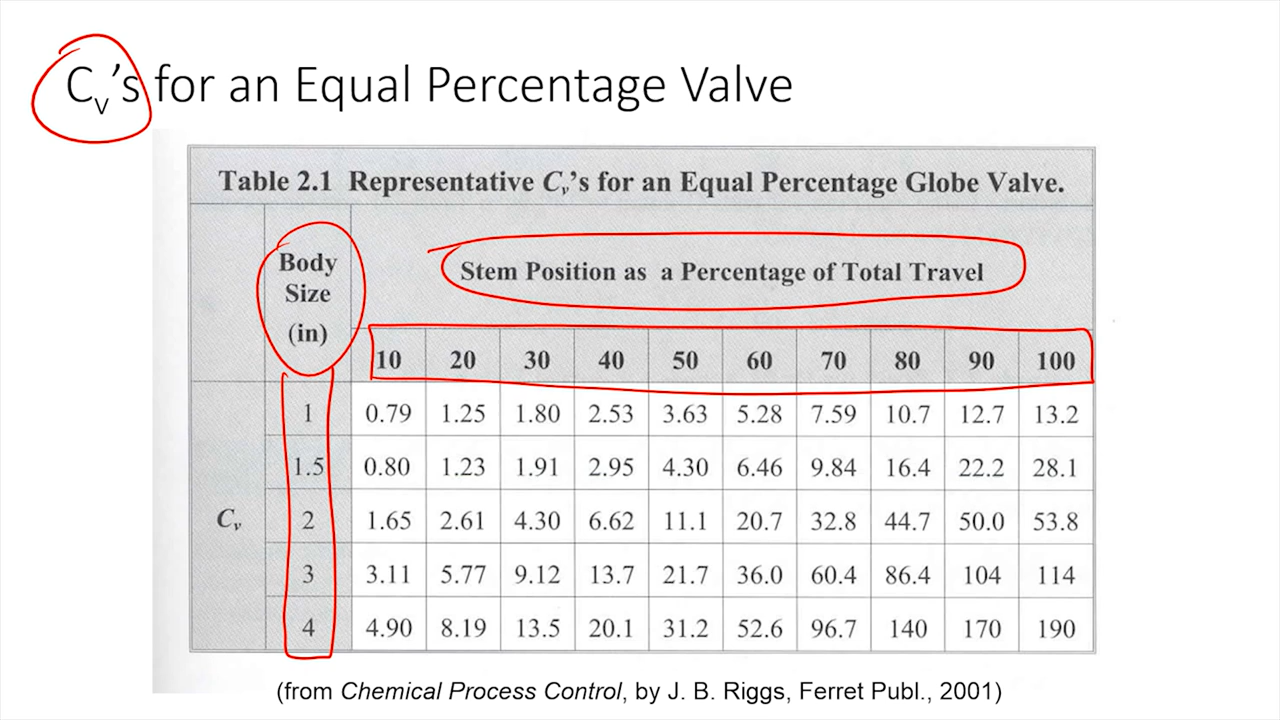 Cv's for an Equal Percentage Valve
Table 2.1 Representative Cv's for an Equal Percentage Globe Valve.
Body Size (in)
Stem Position as a Percentage of Total Travel
10 20 30 40 50 60 70 80 90 100
1 0.79 1.25 1.80 2.53 3.63 5.28 7.59 10.7 12.7 13.2
1.5 0.80 1.23 1.91 2.95 4.30 6.46 9.84 16.4 22.2 28.1
Cv 2 1.65 2.61 4.30 6.62 11.1 20.7 32.8 44.7 50.0 53.8
3 3.11 5.77 9.12 13.7 21.7 36.0 60.4 86.4 104 114
4 4.90 8.19 13.5 20.1 31.2 52.6 96.7 140 170 190
(from Chemical Process Control, by J. B. Riggs, Ferret Publ., 2001)